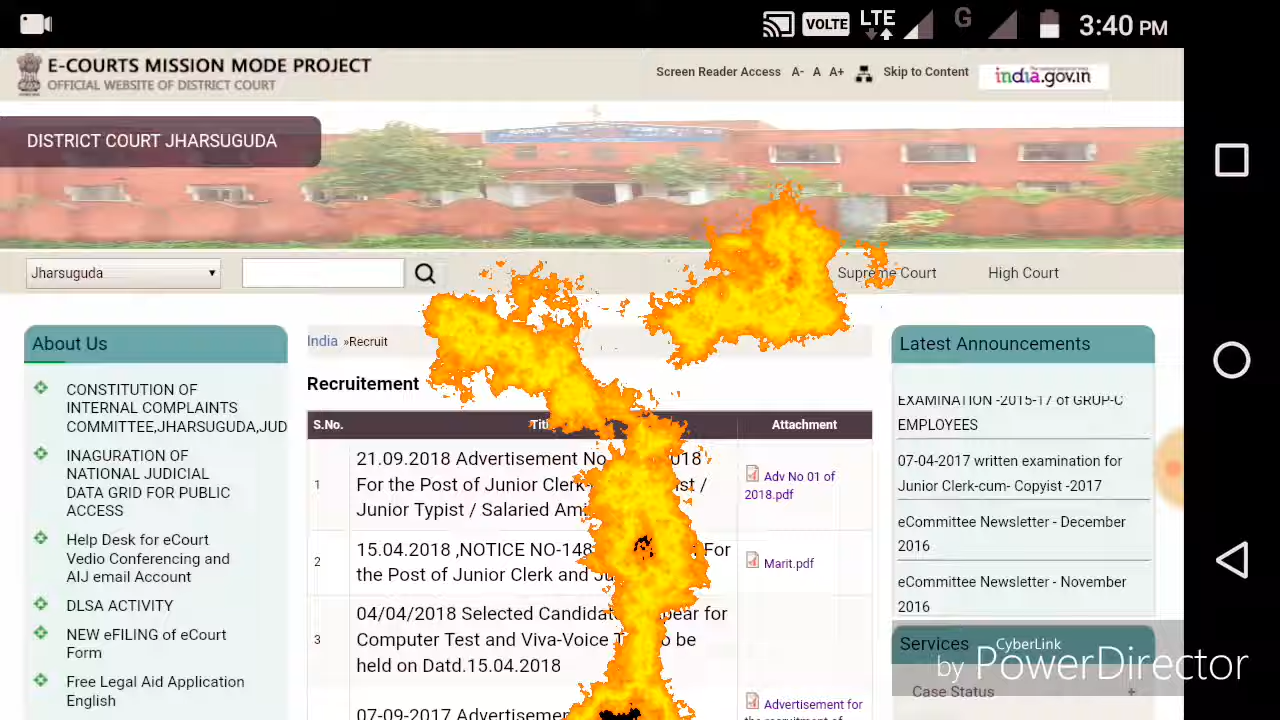 VOLTE LTE G 3:40 PM
E-COURTS MISSION MODE PROJECT
OFFICIAL WEBSITE OF DISTRICT COURT
Screen Reader Access A- A A+ Skip to Content india.gov.in
DISTRICT COURT JHARSUGUDA
Jharsuguda
Supreme Court High Court
About Us
CONSTITUTION OF
INTERNAL COMPLAINTS
COMMITTEE,JHARSUGUDA,JUD
INAGURATION OF
NATIONAL JUDICIAL
DATA GRID FOR PUBLIC
ACCESS
Help Desk for eCourt
Vedio Conferencing and
AIJ email Account
DLSA ACTIVITY
NEW eFILING of eCourt
Form
Free Legal Aid Application
English
India »Recruit
Recruitement
S.No. Attachment
1
21.09.2018 Advertisement No
For the Post of Junior Clerk
Junior Typist / Salaried
Adv No 01 of
2018.pdf
2
15.04.2018 ,NOTICE NO-148 For
the Post of Junior Clerk and
Marit.pdf
3
04/04/2018 Selected for
Computer Test and Viva-Voice be
held on Datd.15.04.2018
07-09-2017
Advertisement for
the recruitment of
Latest Announcements
EXAMINATION -2015-17 of GRUP-C
EMPLOYEES
07-04-2017 written examination for
Junior Clerk-cum- Copyist -2017
eCommittee Newsletter - December
2016
eCommittee Newsletter - November
2016
Services
Case Status +
CyberLink
by PowerDirector